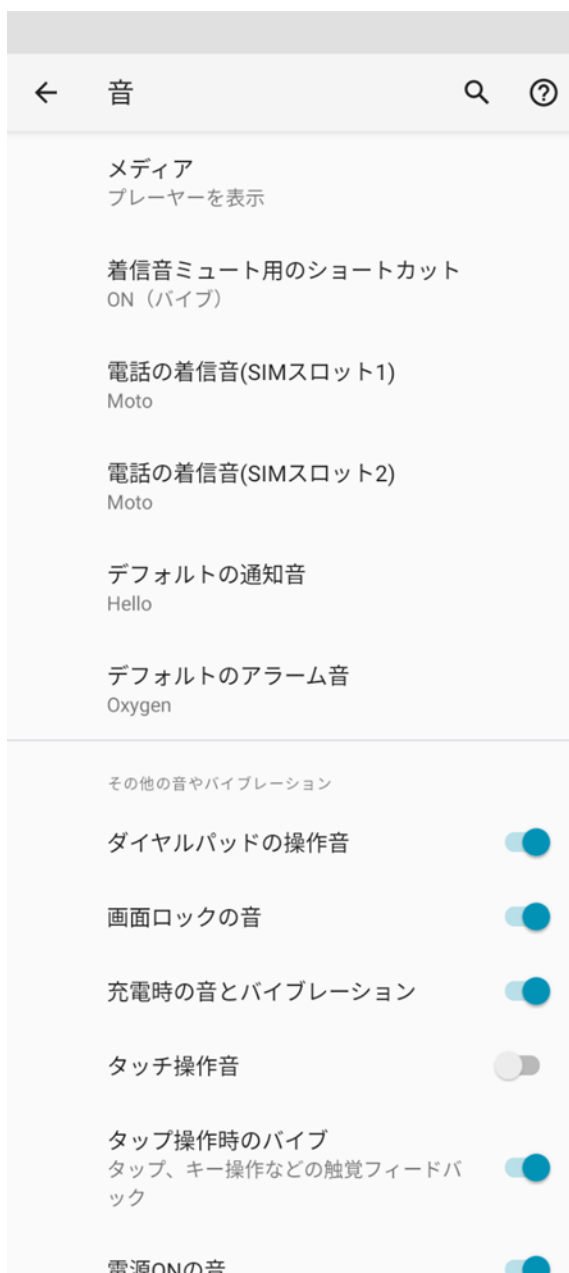 音
メディア
プレーヤーを表示
着信音ミュート用のショートカット
ON（バイブ）
電話の着信音(SIMスロット1)
Moto
電話の着信音(SIMスロット2)
Moto
デフォルトの通知音
Hello
デフォルトのアラーム音
Oxygen
その他の音やバイブレーション
ダイヤルパッドの操作音
画面ロックの音
充電時の音とバイブレーション
タッチ操作音
タップ操作時のバイブ
タップ、キー操作などの触覚フィードバ
ック
電源ONの音